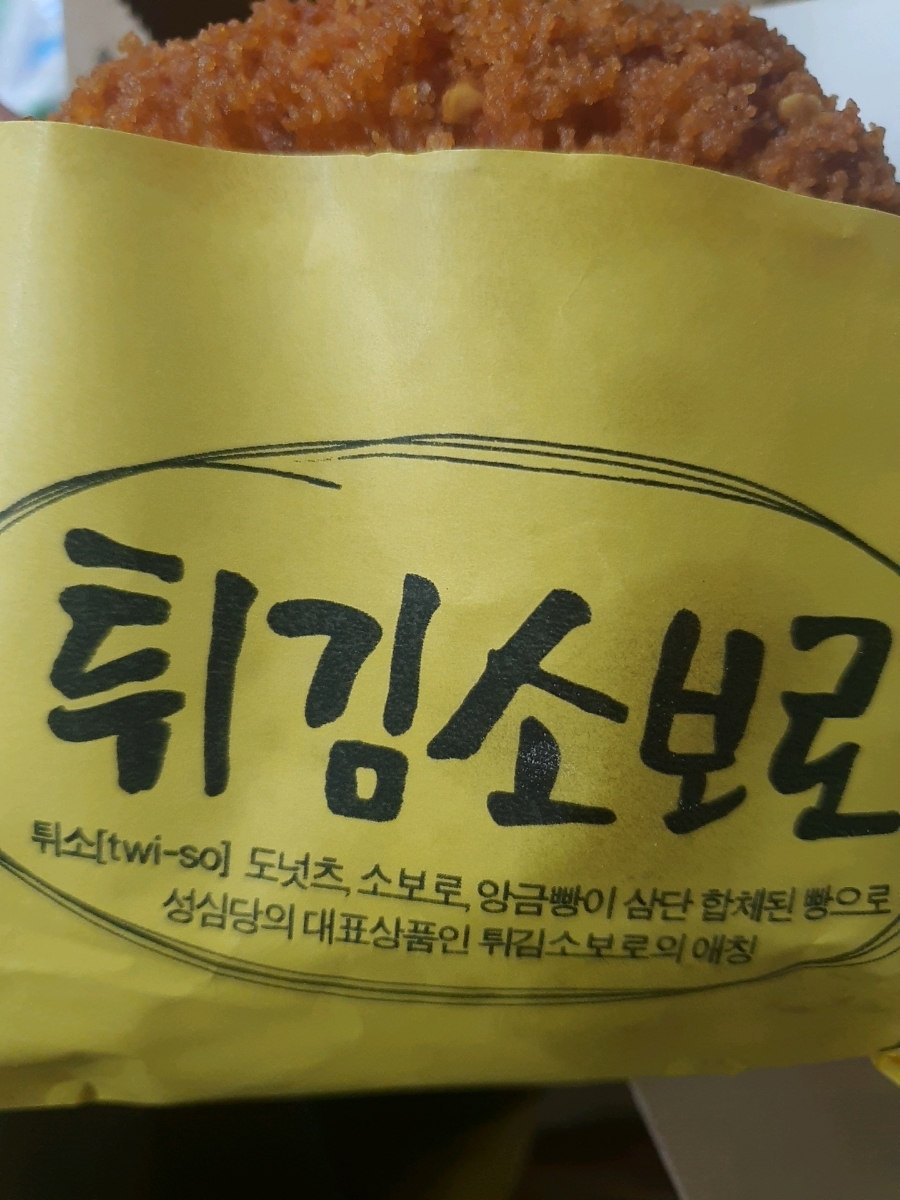 튀김소보로
튀소[twi-so] 도넛츠, 소보로, 앙금빵이 삼단 합체된 빵으로
성심당의 대표상품인 튀김소보로의 애칭